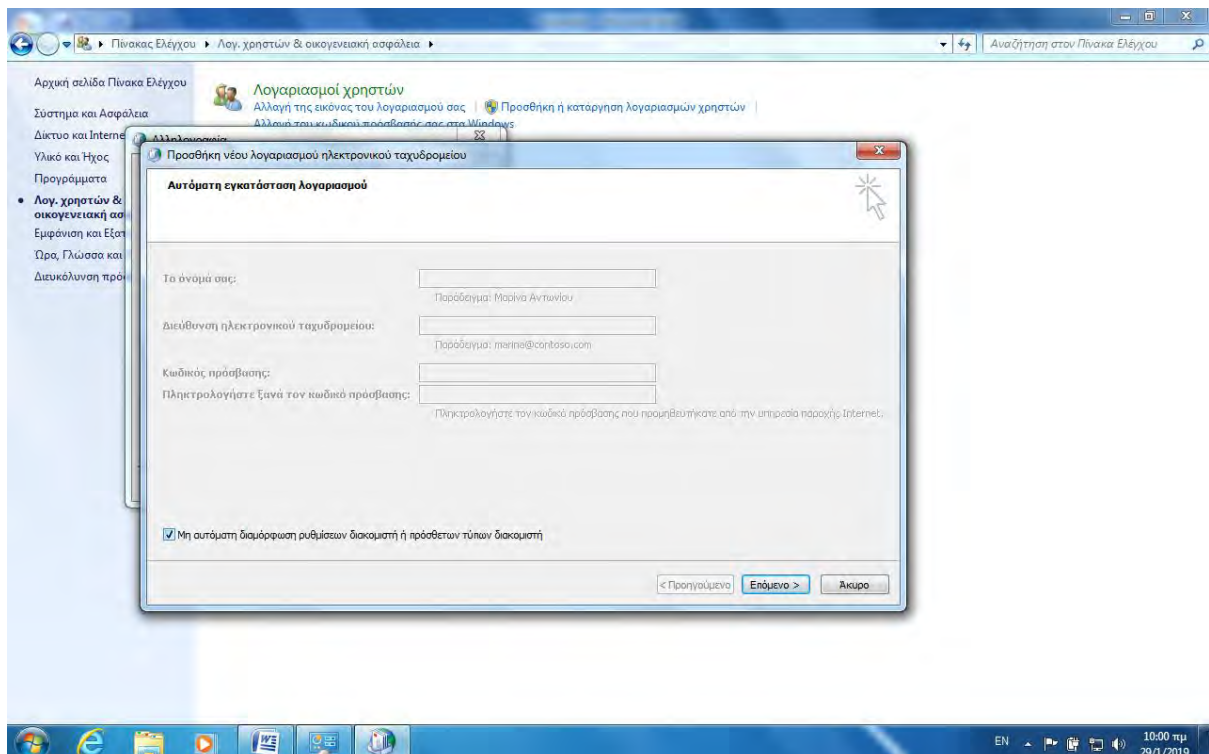 Πίνακας Ελέγχου
Λογ. χρηστών & οικογενειακή ασφάλεια
Αναζήτηση στον Πίνακα Ελέγχου
Αρχική σελίδα Πίνακα Ελέγχου
Σύστημα και Ασφάλεια
Δίκτυο και Interne
Υλικό και Ήχος
Προγράμματα
Λογ. χρηστών &
οικογενειακή ασ
Εμφάνιση και Εξατ
Ώρα, Γλώσσα και
Διευκόλυνση πρό
Λογαριασμοί χρηστών
Αλλαγή της εικόνας του λογαριασμού σας
Προσθήκη ή κατάργηση λογαριασμών χρηστών
Αλλαγή του κωδικού πρόσβασής σας στα Windows
Αλληλογραφία
Προσθήκη νέου λογαριασμού ηλεκτρονικού ταχυδρομείου
Αυτόματη εγκατάσταση λογαριασμού
Το όνομά σας:
Παράδειγμα: Μαρίνα Αντωνίου
Διεύθυνση ηλεκτρονικού ταχυδρομείου:
Παράδειγμα: marina@contoso.com
Κωδικός πρόσβασης:
Πληκτρολογήστε ξανά τον κωδικό πρόσβασης:
Πληκτρολογήστε τον κωδικό πρόσβασης που προμηθευτήκατε από την υπηρεσία παροχής Internet.
Μη αυτόματη διαμόρφωση ρυθμίσεων διακομιστή ή πρόσθετων τύπων διακομιστή
< Προηγούμενο
Επόμενο >
Άκυρο
EN
10:00 πμ
29/1/2019